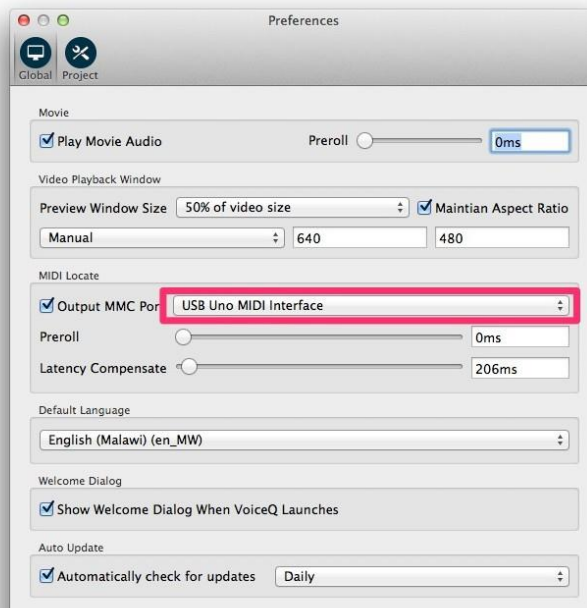 Preferences
Global Project
Movie
Play Movie Audio Preroll 0ms
Video Playback Window
Preview Window Size 50% of video size Maintian Aspect Ratio
Manual 640 480
MIDI Locate
Output MMC Por USB Uno MIDI Interface
Preroll 0ms
Latency Compensate 206ms
Default Language
English (Malawi) (en_MW)
Welcome Dialog
Show Welcome Dialog When VoiceQ Launches
Auto Update
Automatically check for updates Daily